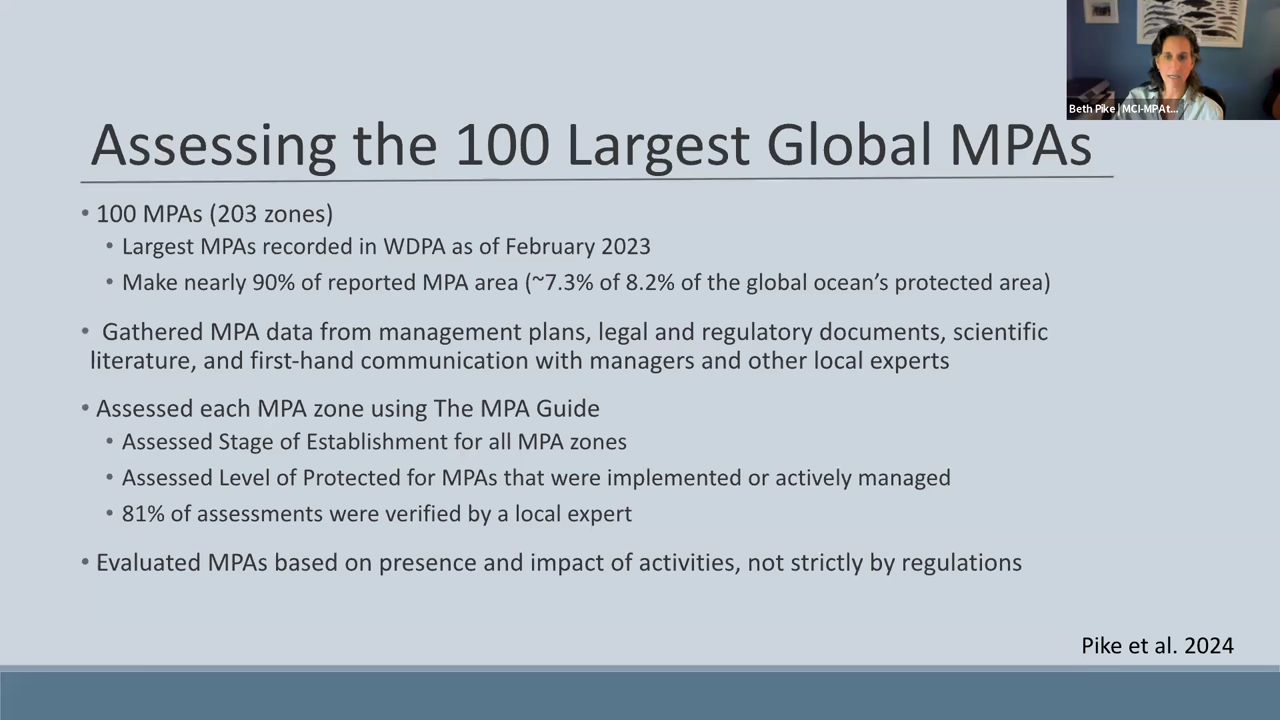 Beth Pike | MCI-MPAt...
Assessing the 100 Largest Global MPAs
• 100 MPAs (203 zones)
• Largest MPAs recorded in WDPA as of February 2023
• Make nearly 90% of reported MPA area (~7.3% of 8.2% of the global ocean’s protected area)
• Gathered MPA data from management plans, legal and regulatory documents, scientific
literature, and first-hand communication with managers and other local experts
• Assessed each MPA zone using The MPA Guide
• Assessed Stage of Establishment for all MPA zones
• Assessed Level of Protected for MPAs that were implemented or actively managed
• 81% of assessments were verified by a local expert
• Evaluated MPAs based on presence and impact of activities, not strictly by regulations
Pike et al. 2024